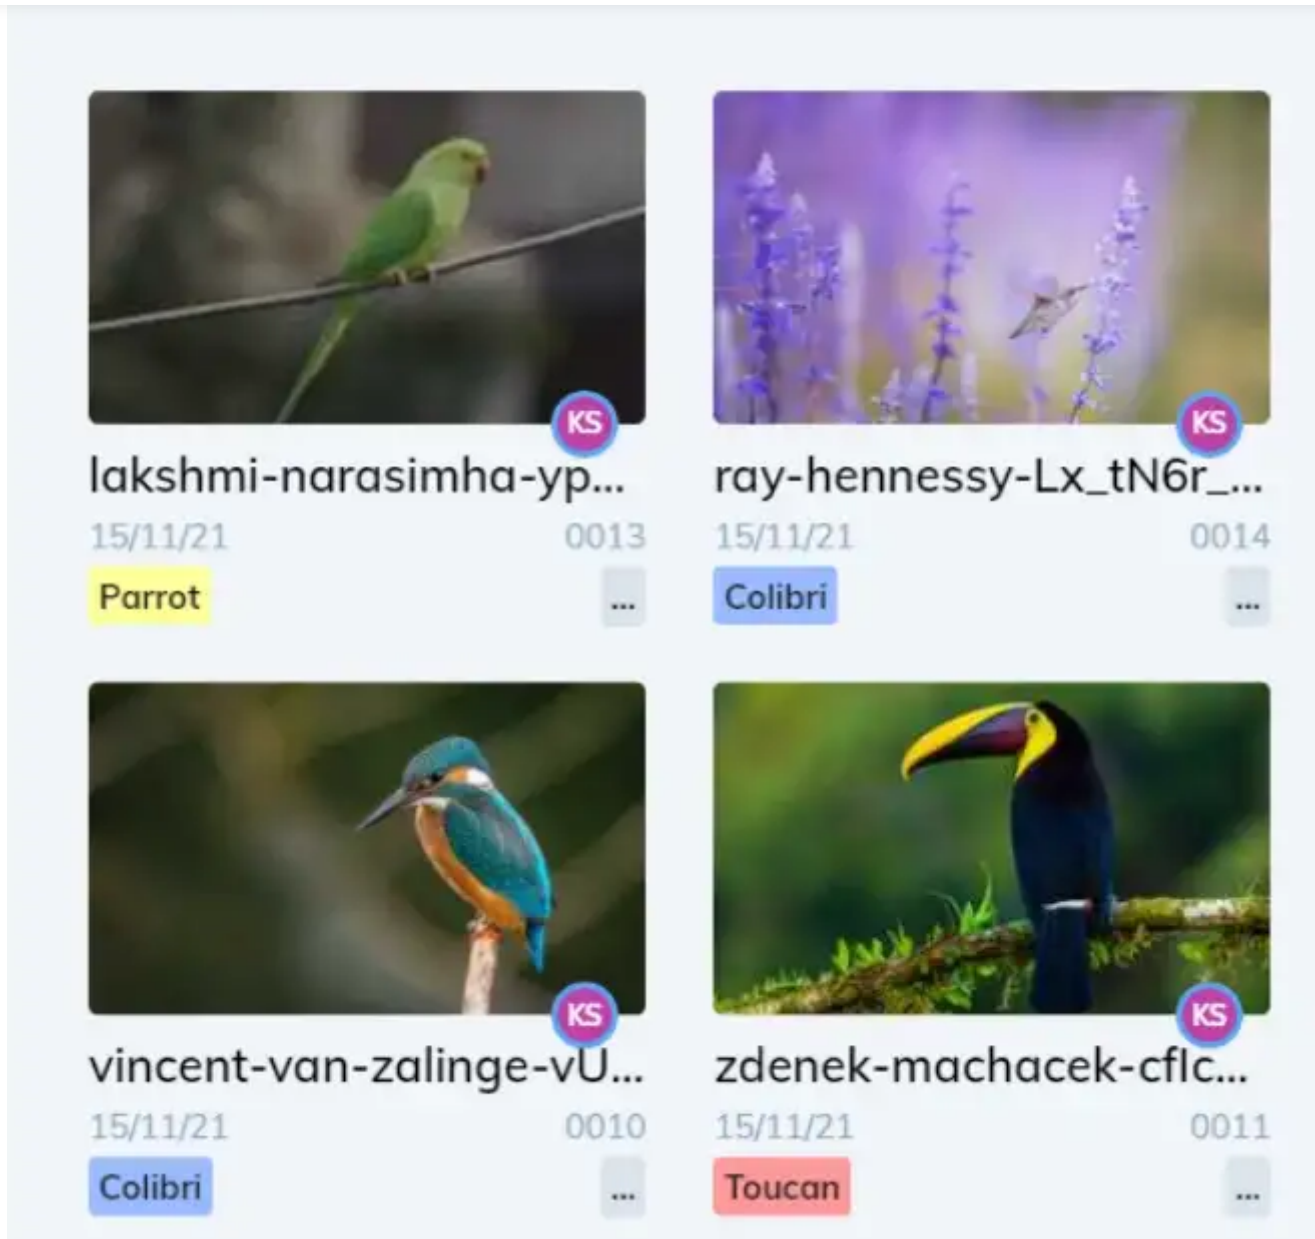 KS KS
lakshmi-narasimha-yp... ray-hennessy-Lx_tN6r_...
15/11/21 0013 15/11/21 0014
Parrot ... Colibri ...
KS KS
vincent-van-zalinge-vU... zdenek-machacek-cfIc...
15/11/21 0010 15/11/21 0011
Colibri ... Toucan ...